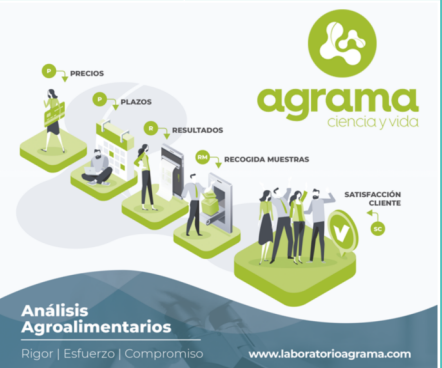 agrama
ciencia y vida
P
PRECIOS
P
PLAZOS
R
RESULTADOS
RM
RECOGIDA MUESTRAS
SATISFACCIÓN
CLIENTE
SC
Análisis
Agroalimentarios
Rigor | Esfuerzo | Compromiso
www.laboratorioagrama.com